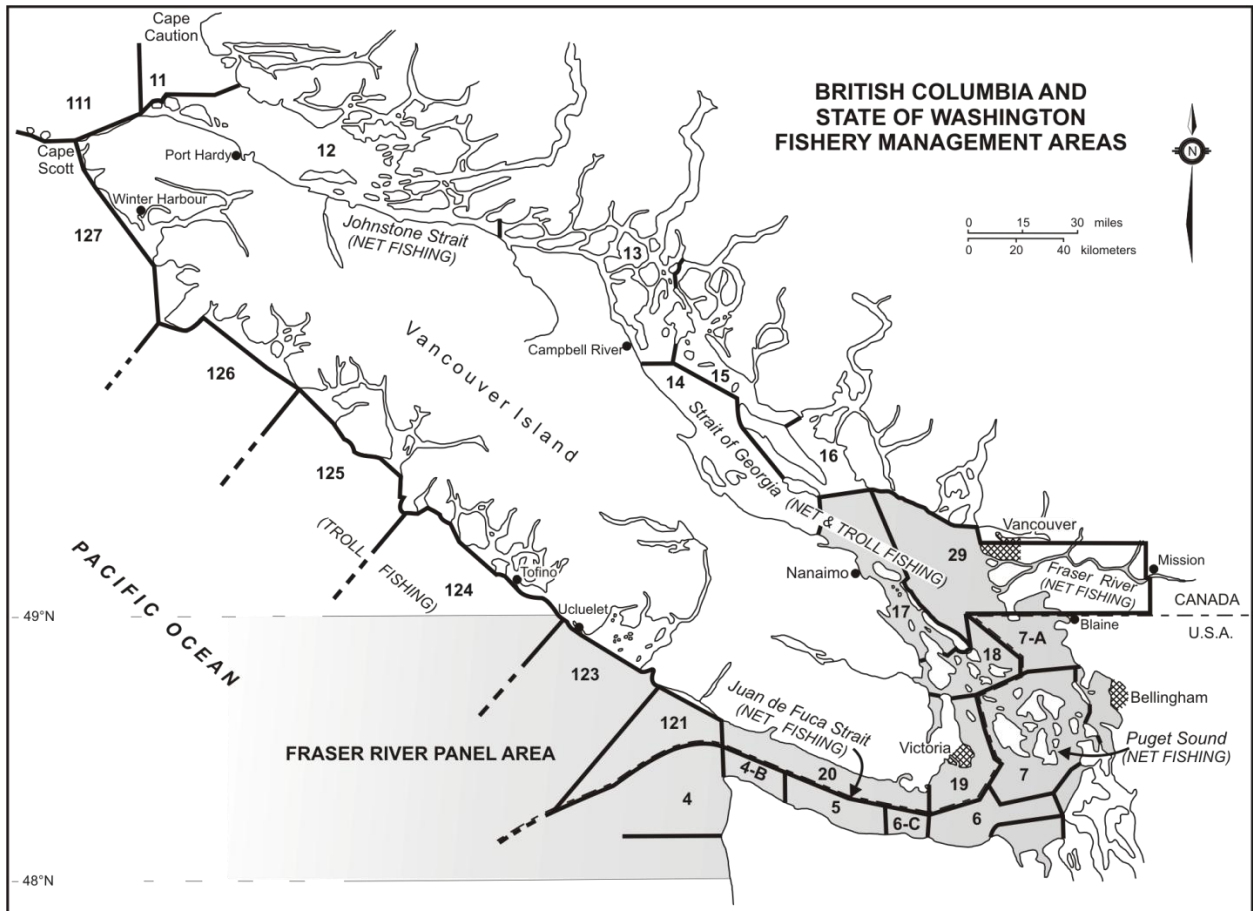 Cape
Caution
11
111
Cape
Scott
BRITISH COLUMBIA AND
STATE OF WASHINGTON
FISHERY MANAGEMENT AREAS
N
0 15 30 miles
0 20 40 kilometers
Port Hardy
12
Winter Harbour
127
Johnstone Strait
(NET FISHING)
13
Campbell River
Vancouver Island
126
14
15
Strait of Georgia
(NET & TROLL FISHING)
16
125
(TROLL
FISHING)
124
Tofino
Ucluelet
PACIFIC OCEAN
Vancouver
29
Mission
Fraser River
(NET FISHING)
Nanaimo
17
CANADA
U.S.A.
49°N
Blaine
7-A
18
123
Bellingham
121
Juan de Fuca Strait
(NET FISHING)
FRASER RIVER PANEL AREA
Victoria
Puget Sound
(NET FISHING)
4-B
20
19
7
4
5
6-C
6
48°N